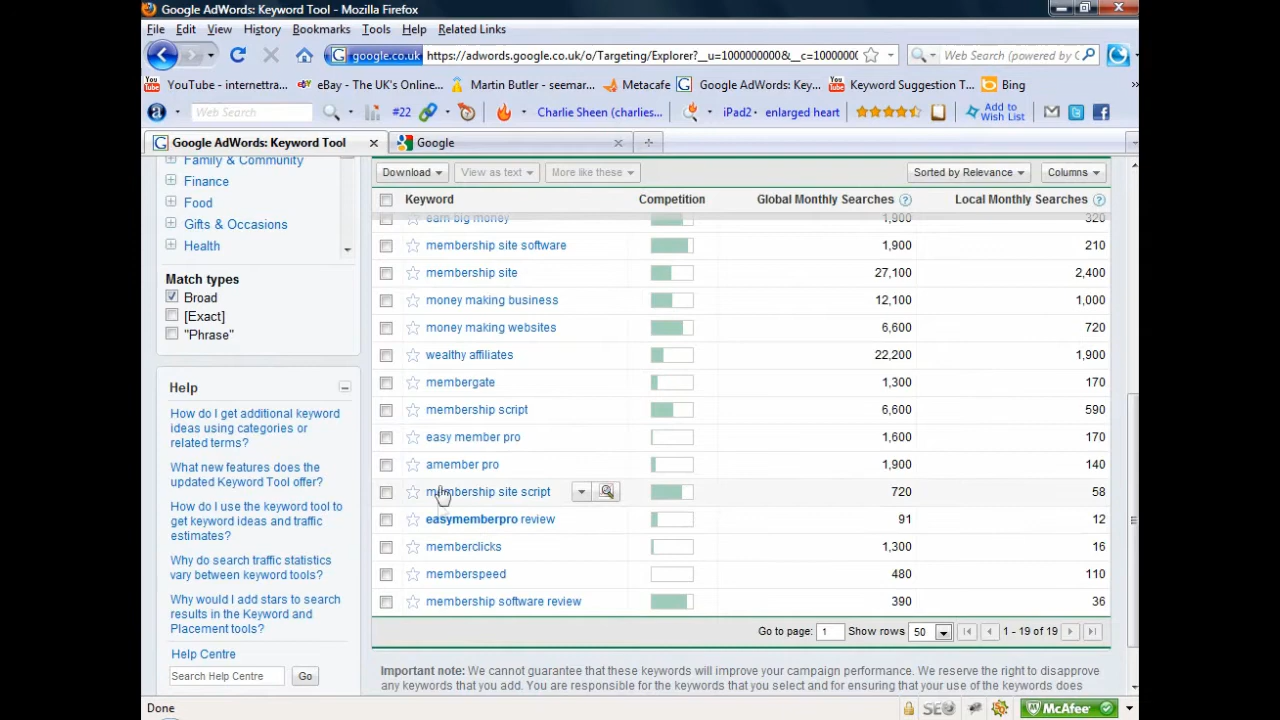 Google AdWords: Keyword Tool - Mozilla Firefox
File Edit View History Bookmarks Tools Help Related Links
google.co.uk https://adwords.google.co.uk/o/Targeting/Explorer?__u=1000000000&__c=1000000 Web Search (powered by G
YouTube - internettra... eBay - The UK's Online... Martin Butler - seemar... Metacafe Google AdWords: Key... Keyword Suggestion T... Bing
Web Search #22 Charlie Sheen (charlies... iPad2 - enlarged heart Add to Wish List
Google AdWords: Keyword Tool Google
Family & Community
Finance
Food
Gifts & Occasions
Health
Match types
Broad
[Exact]
"Phrase"
Help
How do I get additional keyword
ideas using categories or
related terms?
What new features does the
updated Keyword Tool offer?
How do I use the keyword tool to
get keyword ideas and traffic
estimates?
Why do search traffic statistics
vary between keyword tools?
Why would I add stars to search
results in the Keyword and
Placement tools?
Help Centre
Search Help Centre Go
Download View as text More like these Sorted by Relevance Columns
Keyword Competition Global Monthly Searches Local Monthly Searches
earn big money 1,900 320
membership site software 1,900 210
membership site 27,100 2,400
money making business 12,100 1,000
money making websites 6,600 720
wealthy affiliates 22,200 1,900
membergate 1,300 170
membership script 6,600 590
easy member pro 1,600 170
amember pro 1,900 140
membership site script 720 58
easymemberpro review 91 12
memberclicks 1,300 16
memberspeed 480 110
membership software review 390 36
Go to page: 1 Show rows 50 1 - 19 of 19
Important note: We cannot guarantee that these keywords will improve your campaign performance. We reserve the right to disapprove
any keywords that you add. You are responsible for the keywords that you select and for ensuring that your use of the keywords does
Done SEO McAfee